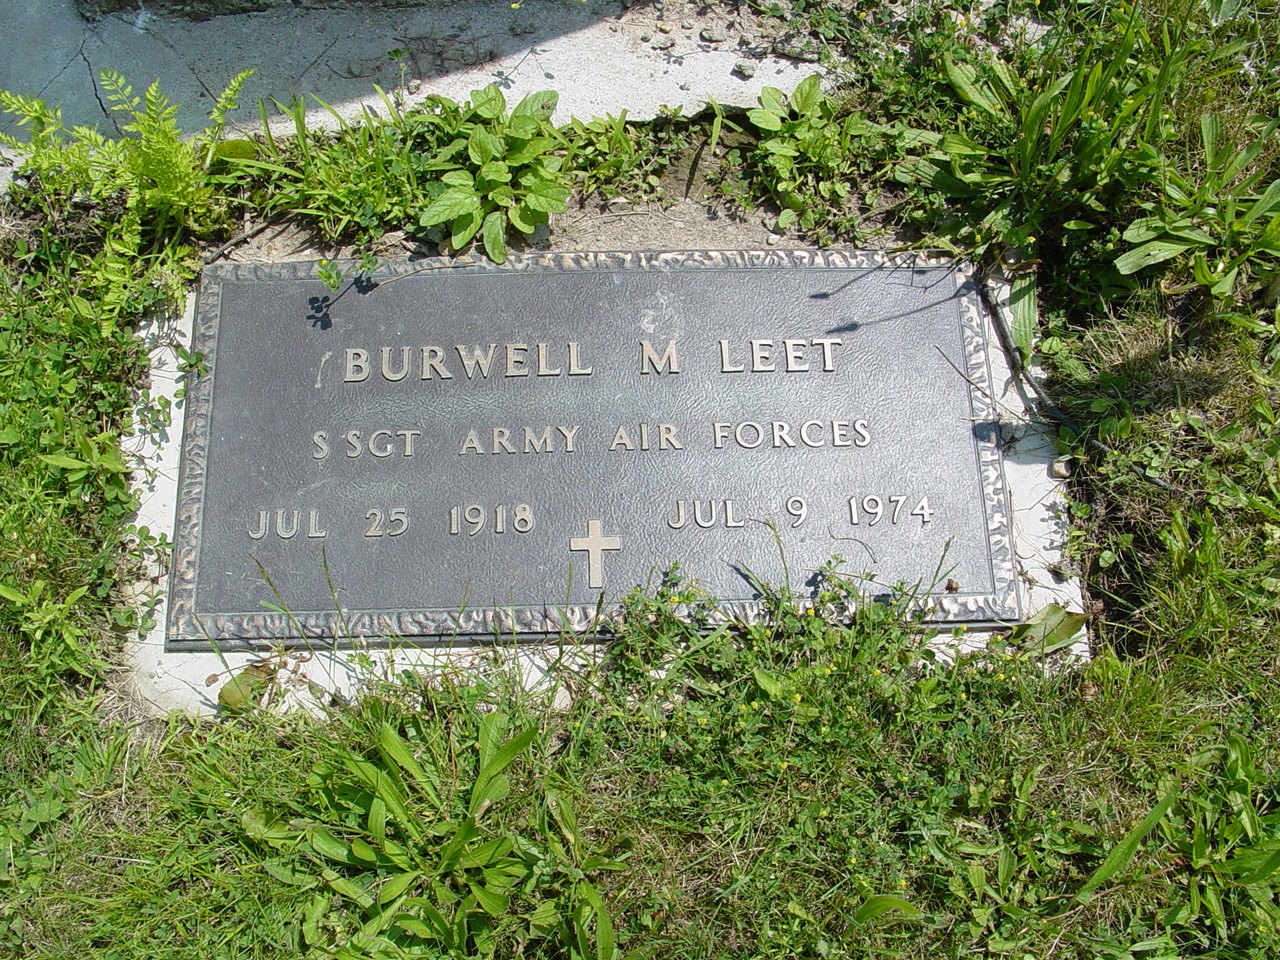 BURWELL M LEET
S SGT ARMY AIR FORCES
JUL 25 1918 JUL 9 1974